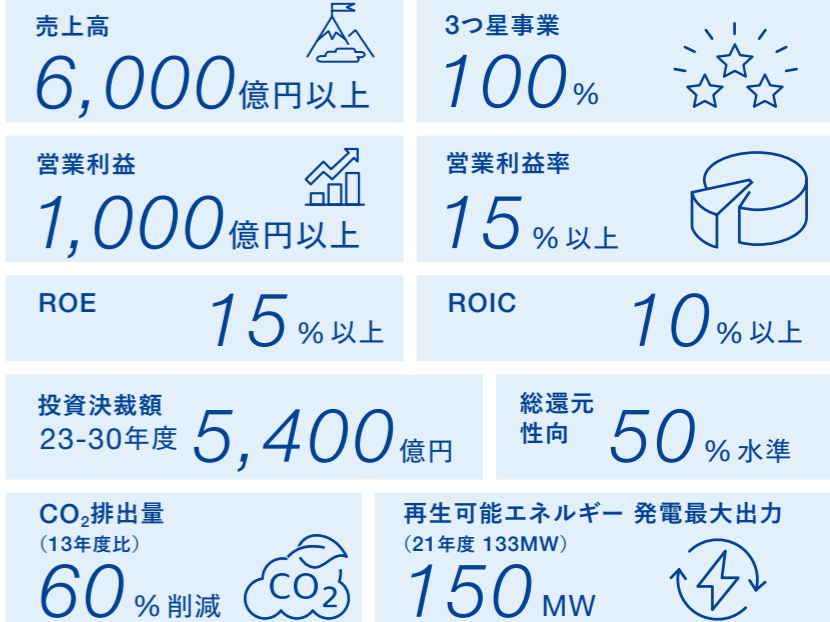 売上高
6,000億円以上
3つ星事業
100%
営業利益
1,000億円以上
営業利益率
15%以上
ROE 15%以上
ROIC 10%以上
投資決裁額
23-30年度 5,400億円
総還元
性向 50%水準
CO₂排出量
（13年度比）
60%削減
CO₂
再生可能エネルギー 発電最大出力
（21年度 133MW）
150MW